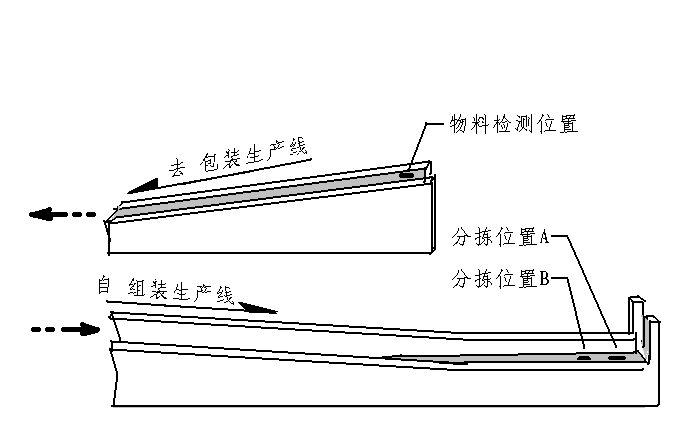 物料检测位置
去 包装生产线
分拣位置A
分拣位置B
自 组装生产线